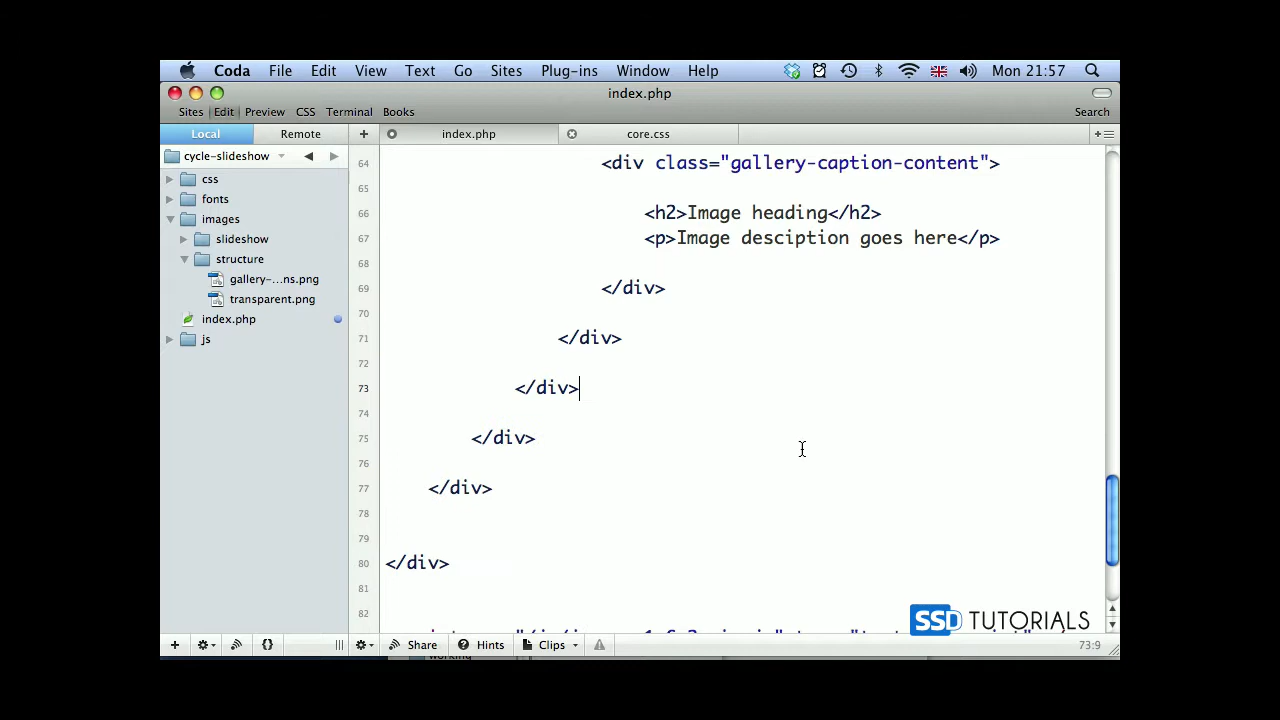 Coda File Edit View Text Go Sites Plug-ins Window Help Mon 21:57
index.php
Sites Edit Preview CSS Terminal Books Search
Local Remote + index.php core.css
cycle-slideshow
css
fonts
images
slideshow
structure
gallery-...ns.png
transparent.png
index.php
js
64 <div class="gallery-caption-content">
65
66 <h2>Image heading</h2>
67 <p>Image desciption goes here</p>
68
69 </div>
70
71 </div>
72
73 </div>
74
75 </div>
76
77 </div>
78
79
80 </div>
81
82
SSD TUTORIALS
Share Hints Clips 73:9